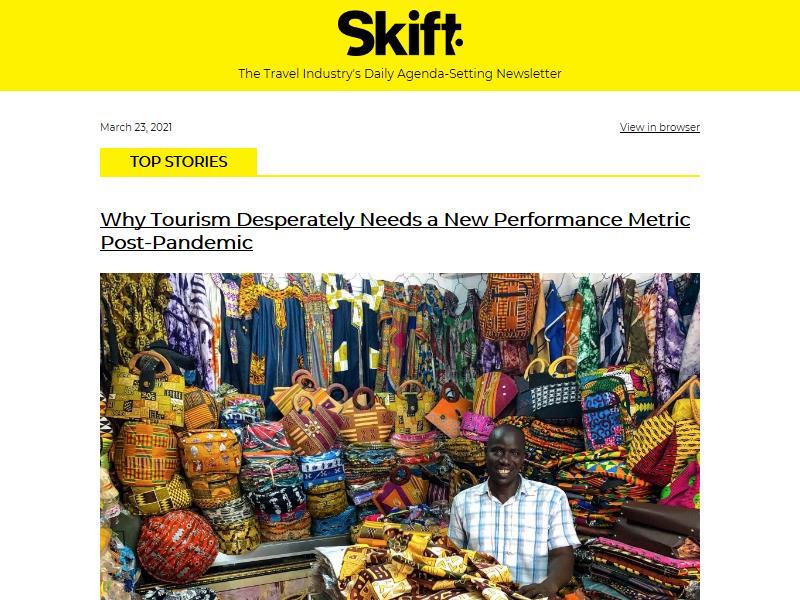 Skift.
The Travel Industry's Daily Agenda-Setting Newsletter
March 23, 2021
View in browser
TOP STORIES
Why Tourism Desperately Needs a New Performance Metric
Post-Pandemic